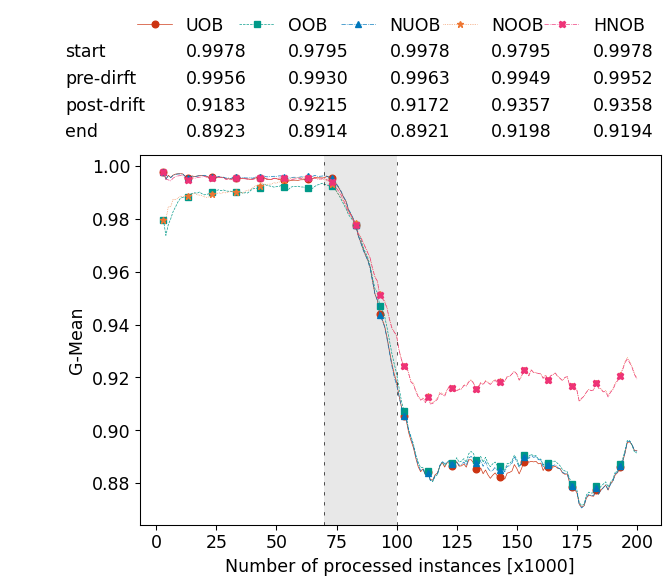 UOB OOB NUOB NOOB HNOB
start 0.9978 0.9795 0.9978 0.9795 0.9978
pre-dirft 0.9956 0.9930 0.9963 0.9949 0.9952
post-drift 0.9183 0.9215 0.9172 0.9357 0.9358
end 0.8923 0.8914 0.8921 0.9198 0.9194
1.00
0.98
0.96
0.94
0.92
0.90
0.88
G-Mean
0 25 50 75 100 125 150 175 200
Number of processed instances [x1000]